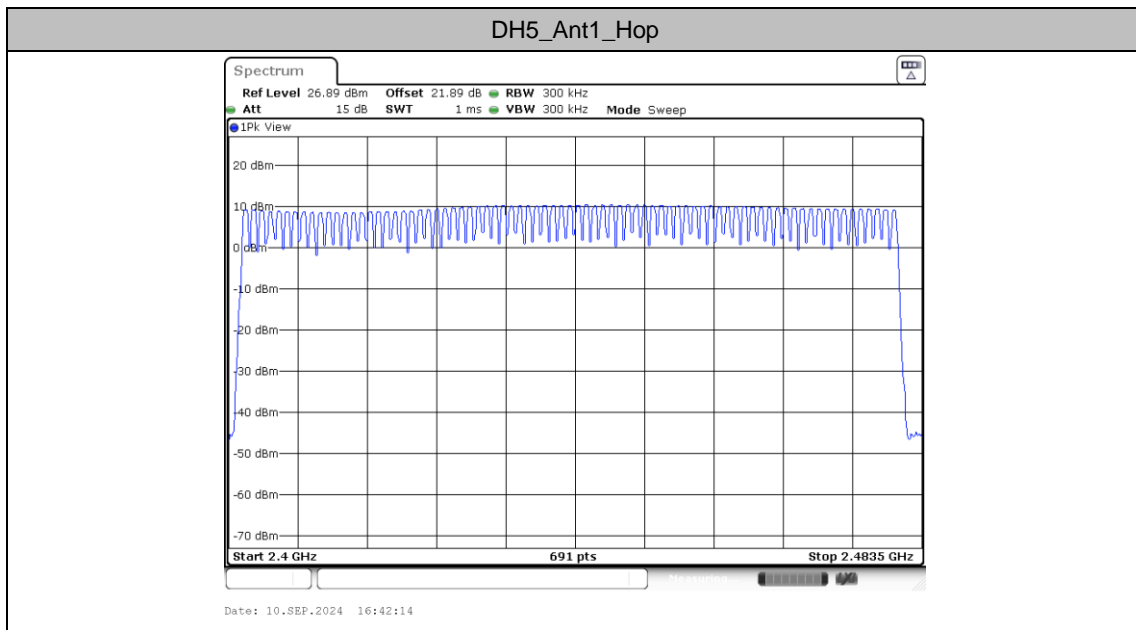 DH5_Ant1_Hop
Spectrum
Ref Level 26.89 dBm Offset 21.89 dB RBW 300 kHz
Att 15 dB SWT 1 ms VBW 300 kHz Mode Sweep
1Pk View
20 dBm
10 dBm
0 dBm
-10 dBm
-20 dBm
-30 dBm
-40 dBm
-50 dBm
-60 dBm
-70 dBm
Start 2.4 GHz 691 pts Stop 2.4835 GHz
Measuring...
Date: 10.SEP.2024 16:42:14